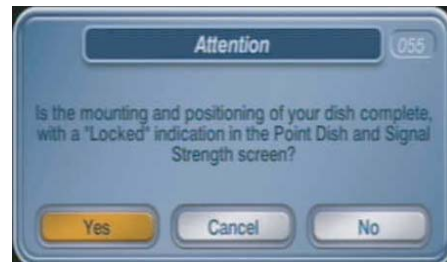 Attention
055
Is the mounting and positioning of your dish complete,
with a "Locked" indication in the Point Dish and Signal
Strength screen?
Yes
Cancel
No